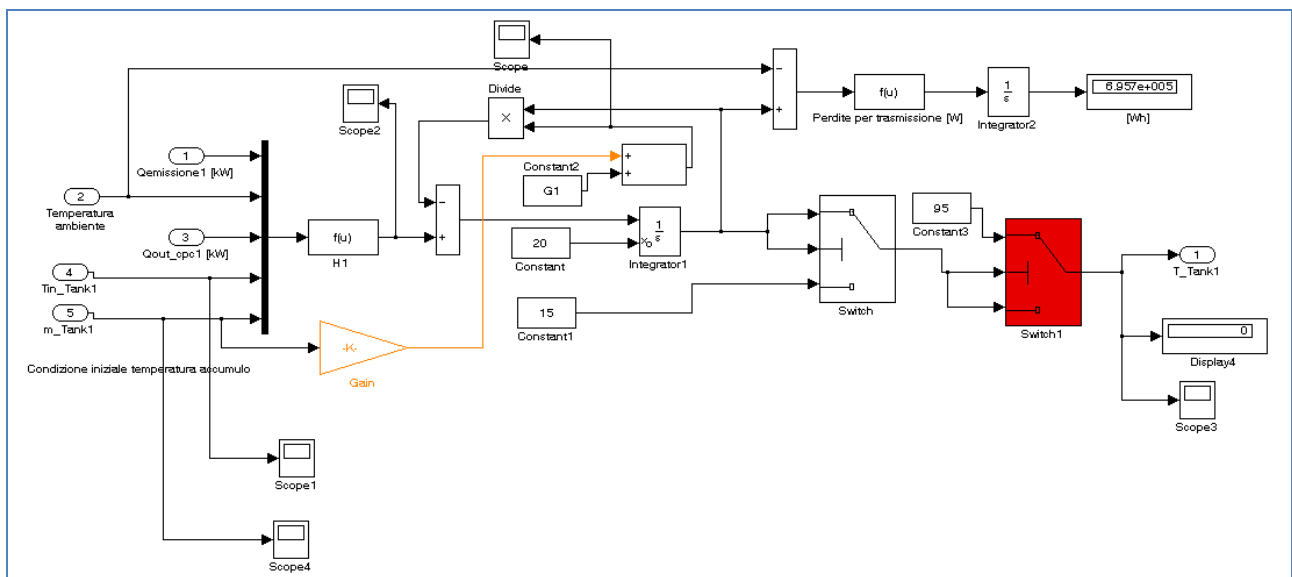 Scope
Divide
×
Scope2
−
+
f(u)
Perdite per trasmissione [W]
1
s
Integrator2
6.957e+005
[Wh]
1
Qemissione1 [kW]
2
Temperatura
ambiente
3
Qout_cpc1 [kW]
4
Tin_Tank1
5
m_Tank1
Condizione iniziale temperatura accumulo
f(u)
H1
−
+
+
+
Constant2
G1
20
Constant
1
s
xo
Integrator1
15
Constant1
Switch
95
Constant3
Switch1
1
T_Tank1
0
Display4
Scope3
-K-
Gain
Scope1
Scope4